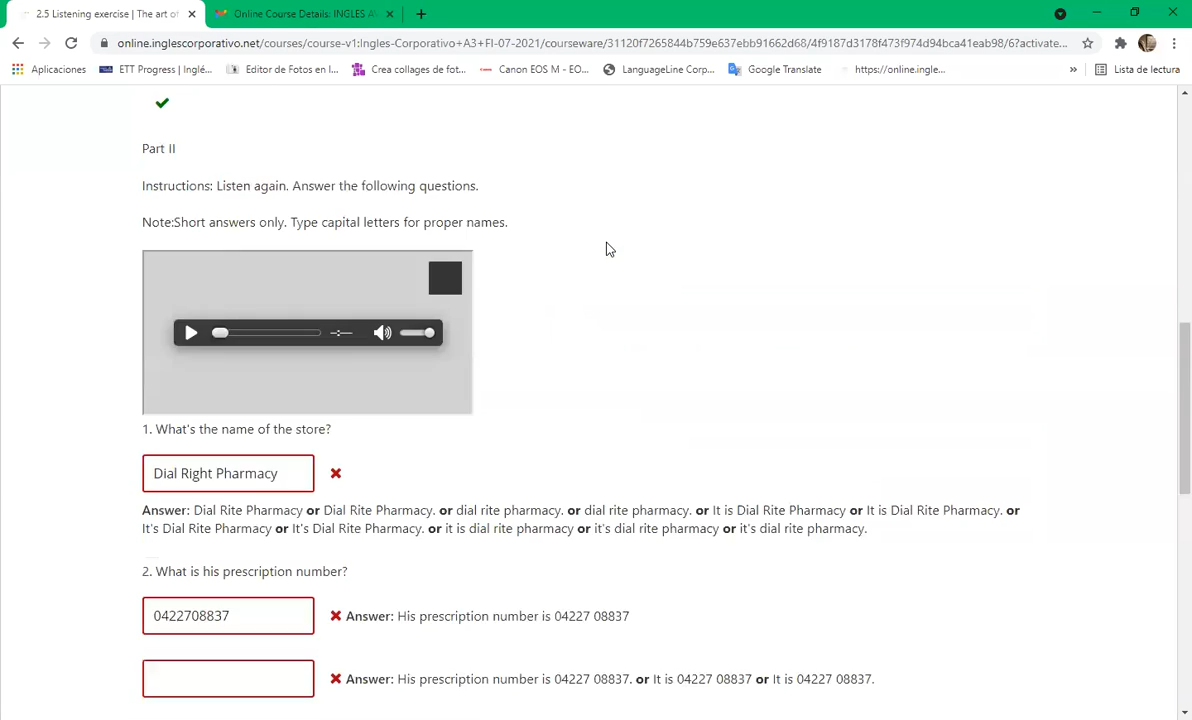 2.5 Listening exercise | The art of
Online Course Details: INGLES A
online.inglescorporativo.net/courses/course-v1:Ingles-Corporativo+A3+FI-07-2021/courseware/31120f7265844b759e637ebb91662d68/4f9187d3178f473f974d94bca41eab98/6?activate...
Aplicaciones
ETT Progress | Inglé...
Editor de Fotos en l...
Crea collages de fot...
Canon EOS M - EO...
LanguageLine Corp...
Google Translate
https://online.ingle...
»
Lista de lectura
Part II
Instructions: Listen again. Answer the following questions.
Note:Short answers only. Type capital letters for proper names.
1. What's the name of the store?
Dial Right Pharmacy
Answer: Dial Rite Pharmacy or Dial Rite Pharmacy. or dial rite pharmacy. or dial rite pharmacy. or It is Dial Rite Pharmacy or It is Dial Rite Pharmacy. or
It's Dial Rite Pharmacy or It's Dial Rite Pharmacy. or it is dial rite pharmacy or it's dial rite pharmacy or it's dial rite pharmacy.
2. What is his prescription number?
0422708837
Answer: His prescription number is 04227 08837
Answer: His prescription number is 04227 08837. or It is 04227 08837 or It is 04227 08837.